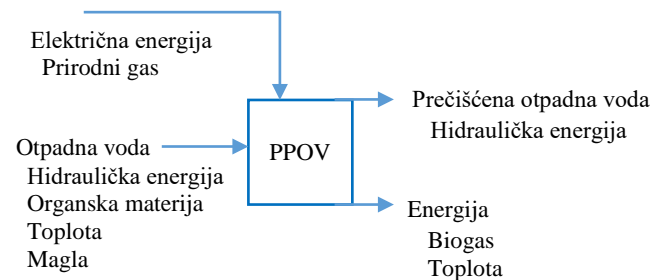 Električna energija
Prirodni gas
Prečišćena otpadna voda
Hidraulička energija
PPOV
Otpadna voda
Hidraulička energija
Organska materija
Toplota
Magla
Energija
Biogas
Toplota